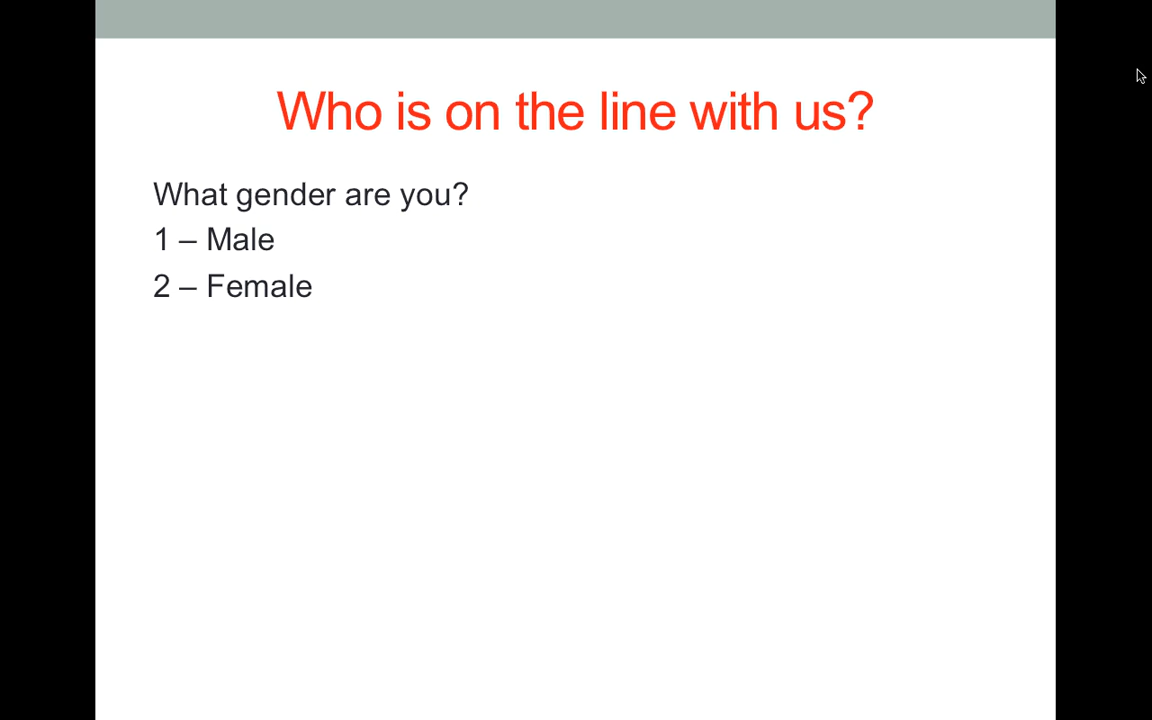 Who is on the line with us?
What gender are you?
1 – Male
2 – Female